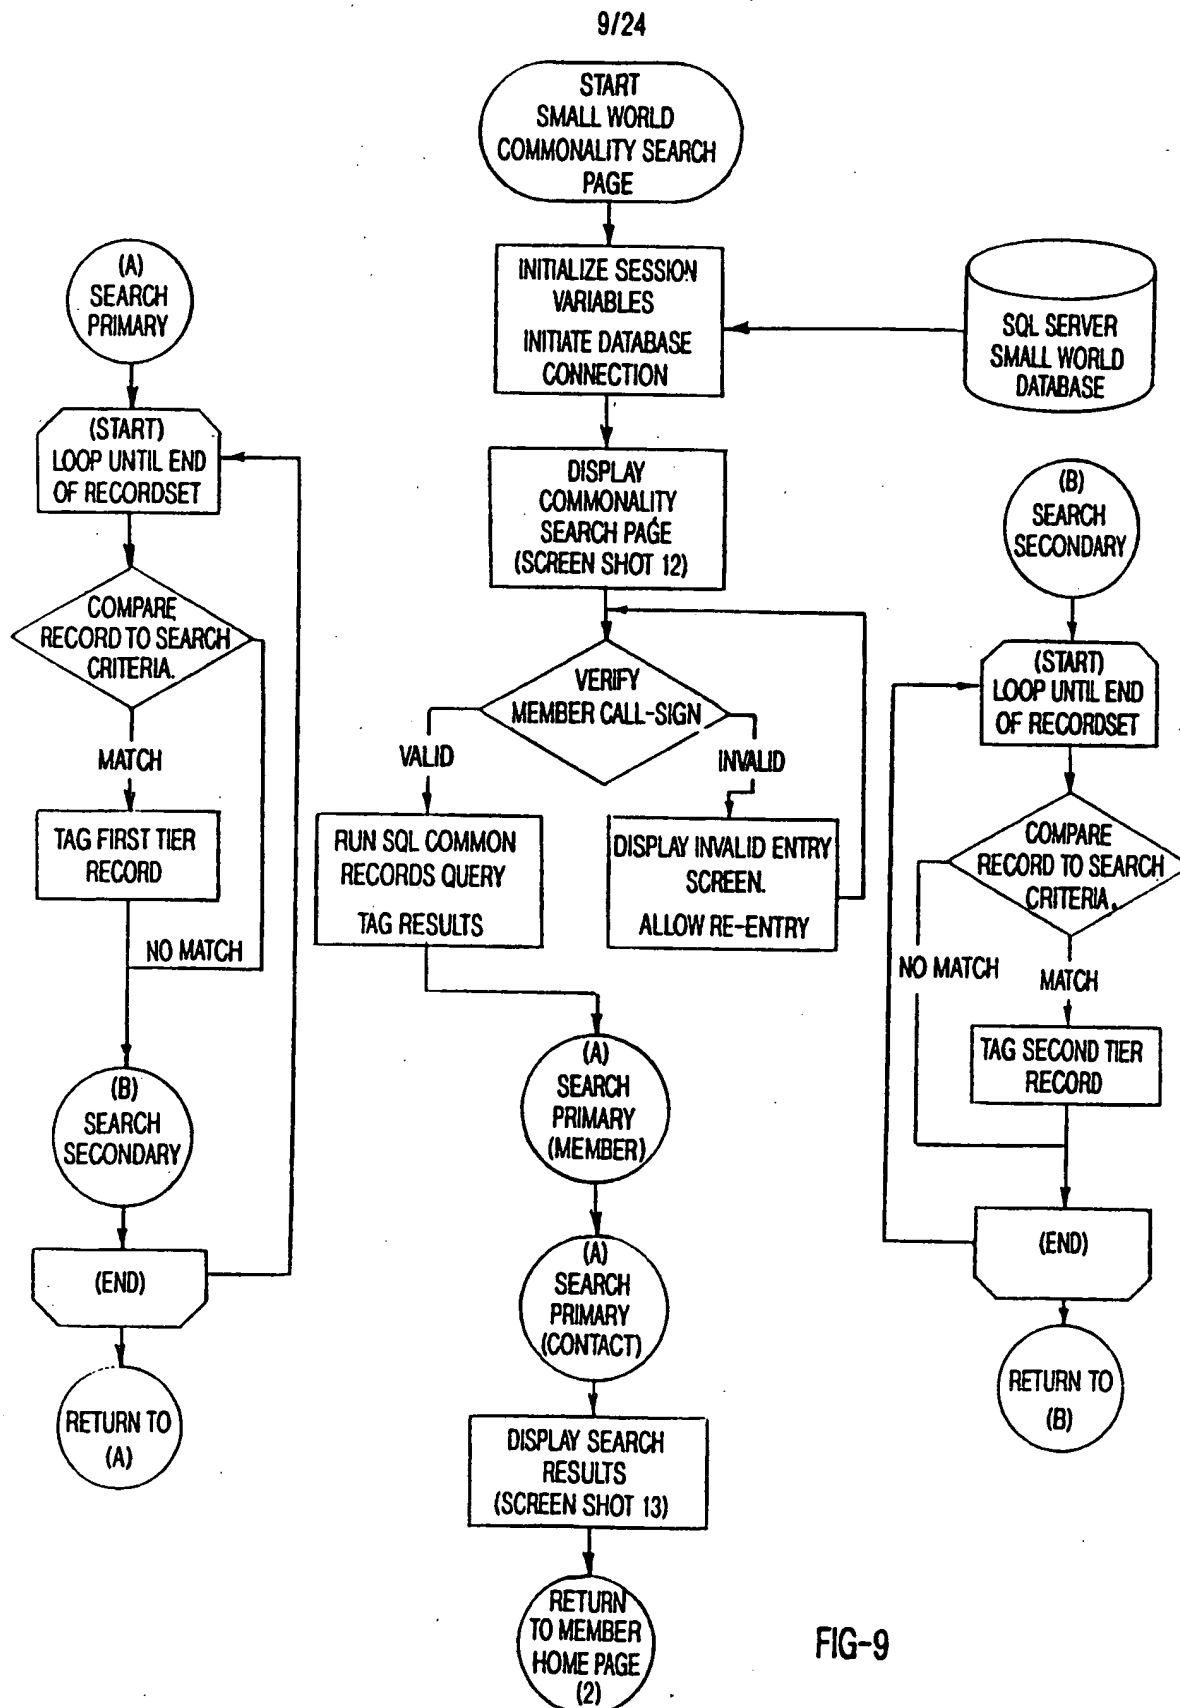 9/24
START
SMALL WORLD
COMMONALITY SEARCH
PAGE
INITIALIZE SESSION
VARIABLES
INITIATE DATABASE
CONNECTION
SQL SERVER
SMALL WORLD
DATABASE
DISPLAY
COMMONALITY
SEARCH PAGE
(SCREEN SHOT 12)
VERIFY
MEMBER CALL-SIGN
VALID
INVALID
RUN SQL COMMON
RECORDS QUERY
TAG RESULTS
DISPLAY INVALID ENTRY
SCREEN.
ALLOW RE-ENTRY
(A)
SEARCH
PRIMARY
(MEMBER)
(A)
SEARCH
PRIMARY
(CONTACT)
DISPLAY SEARCH
RESULTS
(SCREEN SHOT 13)
RETURN
TO MEMBER
HOME PAGE
(2)
(A)
SEARCH
PRIMARY
(START)
LOOP UNTIL END
OF RECORDSET
COMPARE
RECORD TO SEARCH
CRITERIA.
MATCH
TAG FIRST TIER
RECORD
NO MATCH
(B)
SEARCH
SECONDARY
(END)
RETURN TO
(A)
(B)
SEARCH
SECONDARY
(START)
LOOP UNTIL END
OF RECORDSET
COMPARE
RECORD TO SEARCH
CRITERIA.
NO MATCH
MATCH
TAG SECOND TIER
RECORD
(END)
RETURN TO
(B)
FIG-9